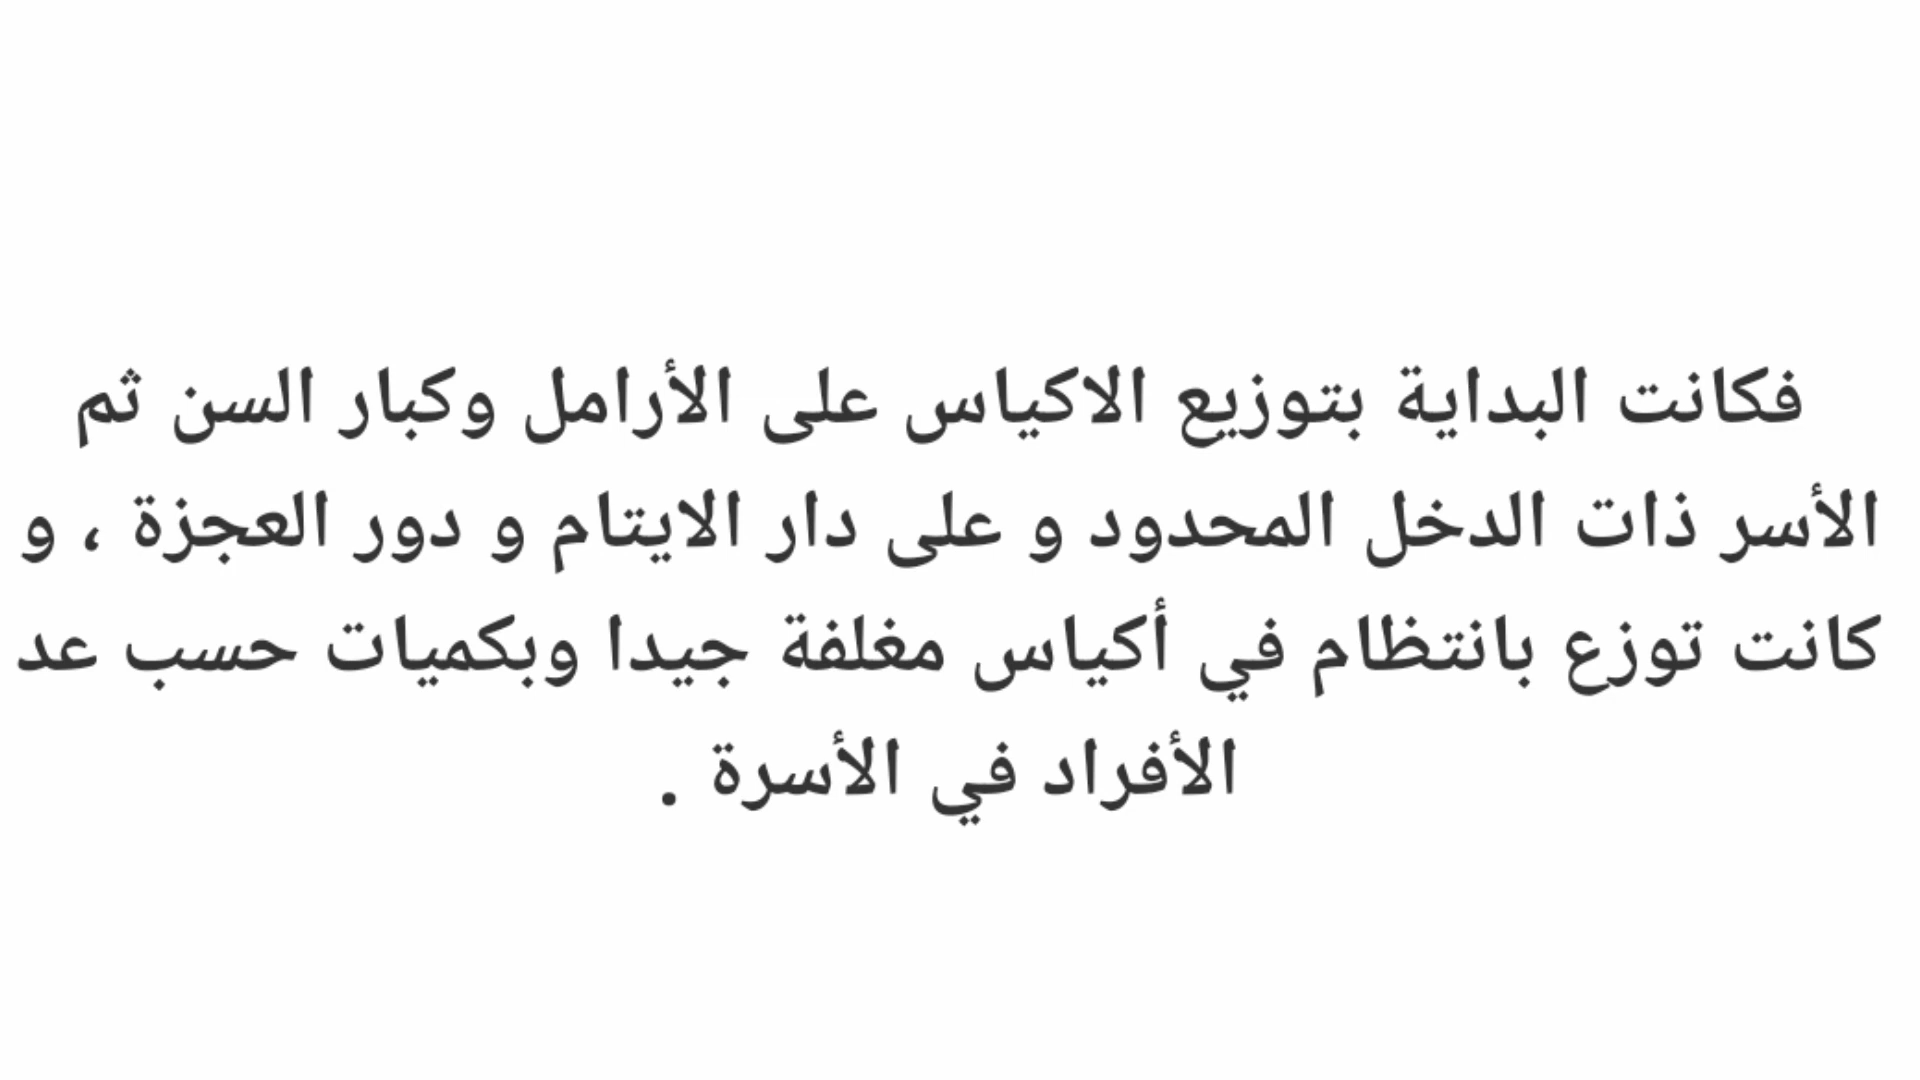 فكانت البداية بتوزيع الاكياس على الأرامل وكبار السن ثم
الأسر ذات الدخل المحدود و على دار الايتام و دور العجزة ، و
كانت توزع بانتظام في أكياس مغلفة جيدا وبكميات حسب عد
الأفراد في الأسرة .